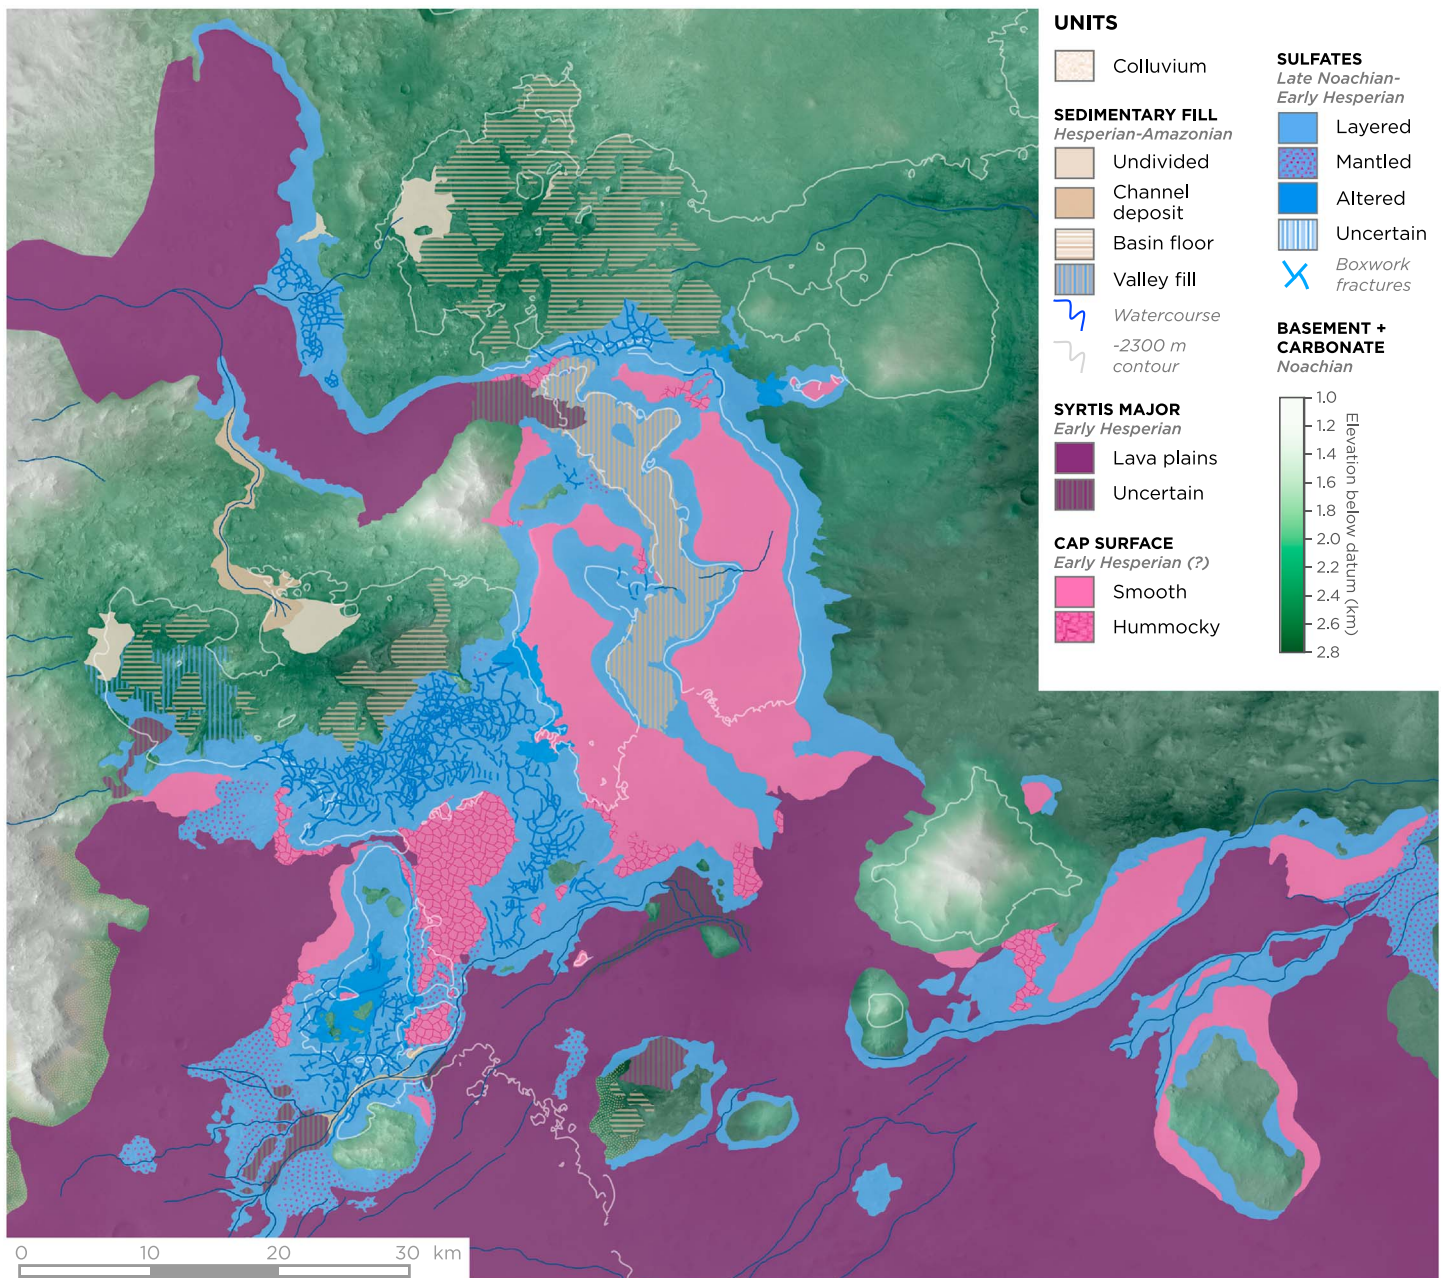 UNITS
Colluvium
SEDIMENTARY FILL
Hesperian-Amazonian
Undivided
Channel
deposit
Basin floor
Valley fill
Watercourse
-2300 m
contour
SYRTIS MAJOR
Early Hesperian
Lava plains
Uncertain
CAP SURFACE
Early Hesperian (?)
Smooth
Hummocky
SULFATES
Late Noachian-
Early Hesperian
Layered
Mantled
Altered
Uncertain
Boxwork
fractures
BASEMENT +
CARBONATE
Noachian
1.0
1.2
1.4
1.6
1.8
2.0
2.2
2.4
2.6
2.8
Elevation below datum (km)
0 10 20 30 km